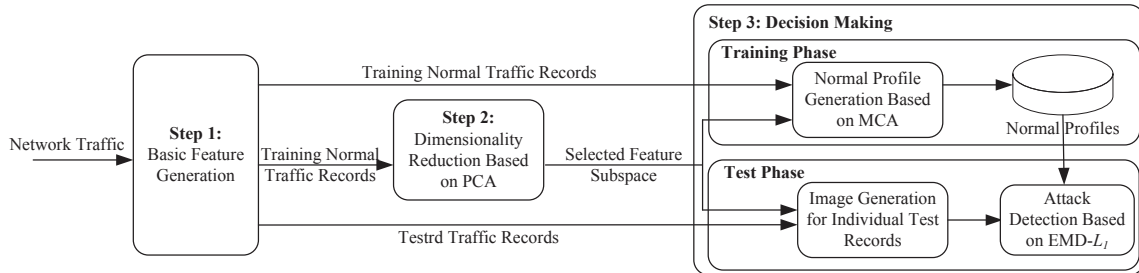 Step 3: Decision Making
Training Phase
Training Normal Traffic Records
Normal Profile
Generation Based
on MCA
Normal Profiles
Step 1:
Basic Feature
Generation
Network Traffic
Step 2:
Dimensionality
Reduction Based
on PCA
Training Normal
Traffic Records
Selected Feature
Subspace
Test Phase
Image Generation
for Individual Test
Records
Attack
Detection Based
on EMD-L1
Testrd Traffic Records